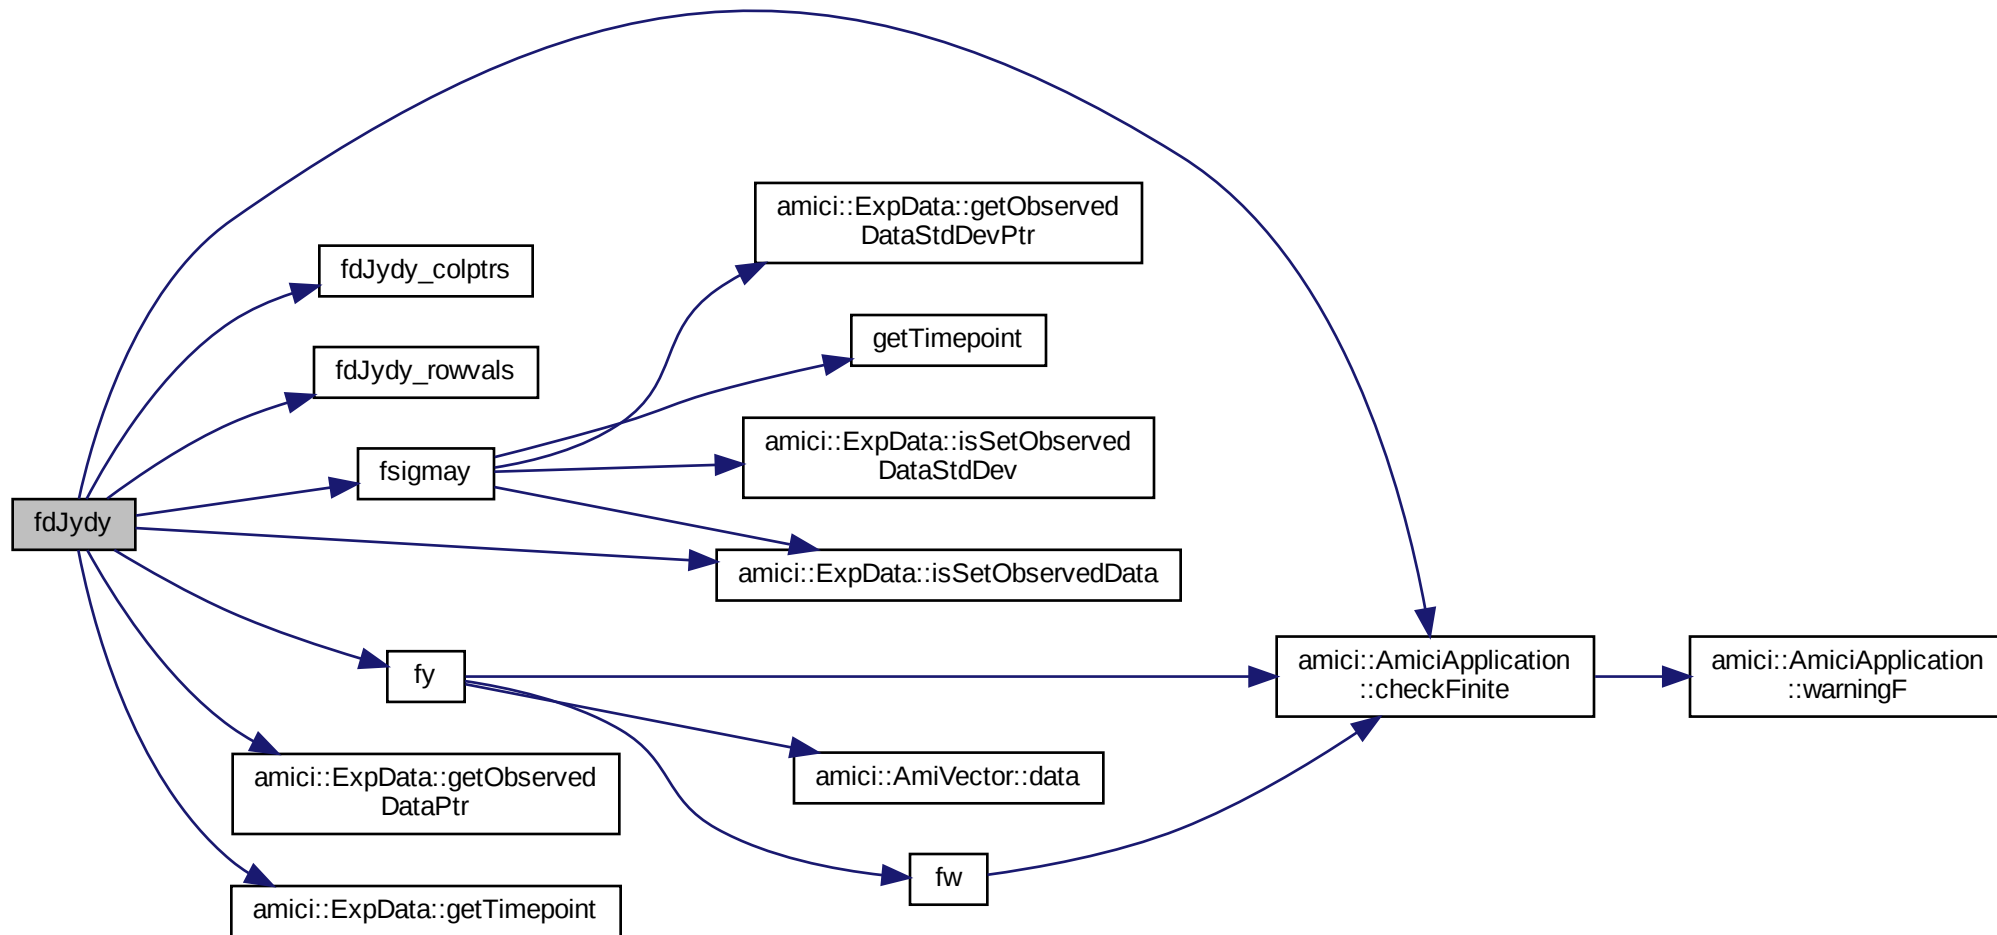 amici::ExpData::getObserved
DataStdDevPtr
fdJydy_colptrs
getTimepoint
fdJydy_rowvals
amici::ExpData::isSetObserved
DataStdDev
fsigmay
fdJydy
amici::ExpData::isSetObservedData
fy
amici::AmiciApplication
::checkFinite
amici::AmiciApplication
::warningF
amici::ExpData::getObserved
DataPtr
amici::AmiVector::data
fw
amici::ExpData::getTimepoint